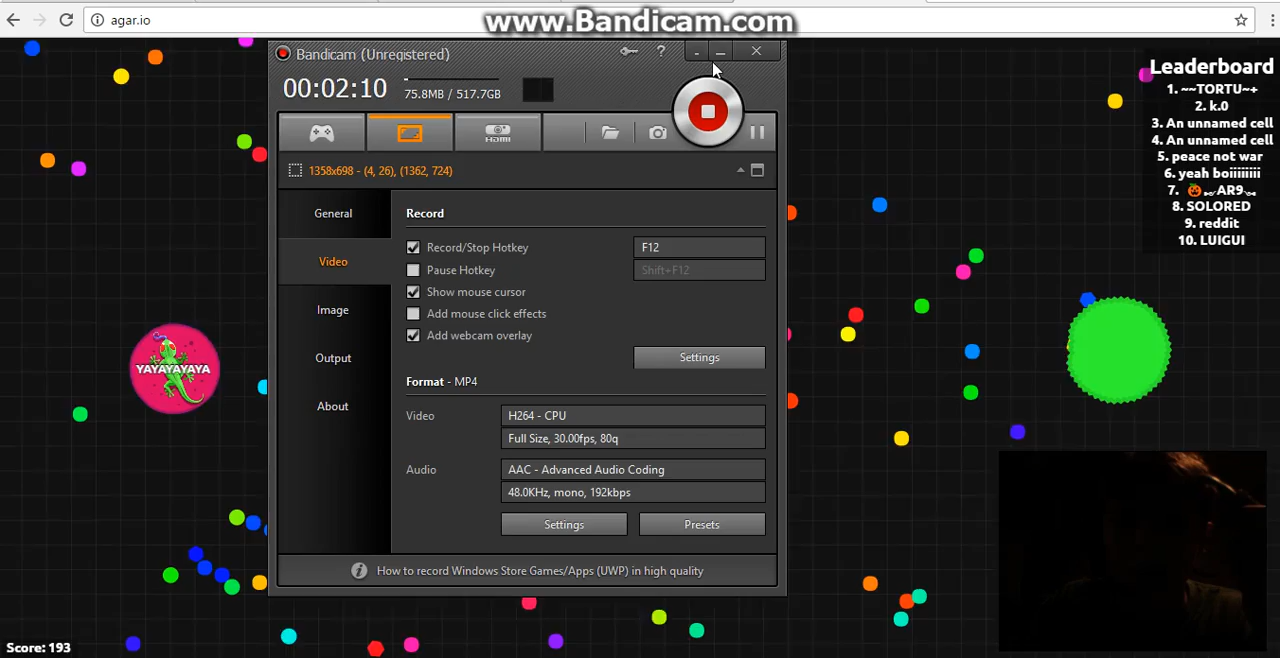 agar.io
www.Bandicam.com
Bandicam (Unregistered)
?
00:02:10
75.8MB / 517.7GB
HDMI
1358x698 - (4, 26), (1362, 724)
General
Video
Image
Output
About
Record
Record/Stop Hotkey
F12
Pause Hotkey
Shift+F12
Show mouse cursor
Add mouse click effects
Add webcam overlay
Settings
Format - MP4
Video
H264 - CPU
Full Size, 30.00fps, 80q
Audio
AAC - Advanced Audio Coding
48.0KHz, mono, 192kbps
Settings
Presets
How to record Windows Store Games/Apps (UWP) in high quality
YAYAYAYAYA
Leaderboard
1. ~~TORTU~+
2. k.0
3. An unnamed cell
4. An unnamed cell
5. peace not war
6. yeah boiiiiiiii
7. 🎃 AR9
8. SOLORED
9. reddit
10. LUIGUI
Score: 193